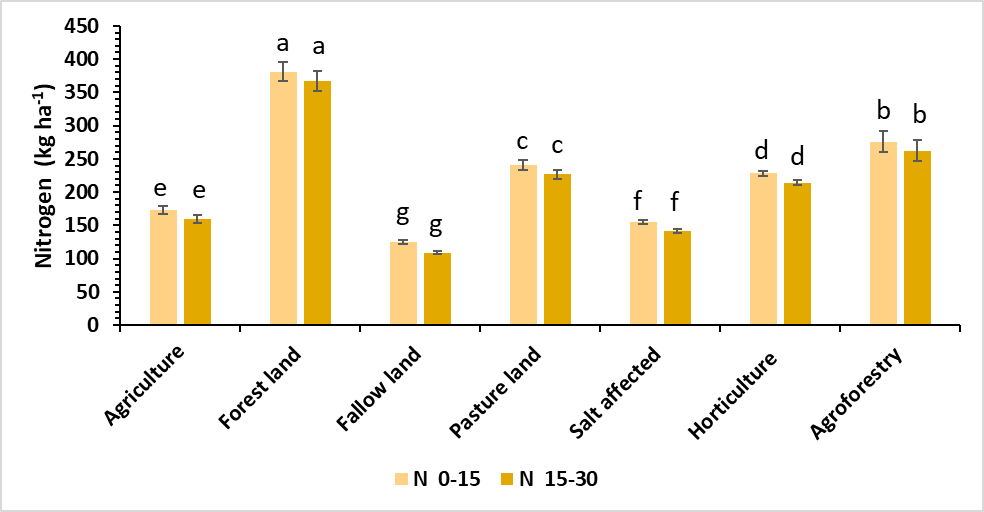 Nitrogen (kg ha-1)
450
400
350
300
250
200
150
100
50
0
a a
b b
c c
d d
e e
f f
g g
Agriculture
Forest land
Fallow land
Pasture land
Salt affected
Horticulture
Agroforestry
N 0-15 N 15-30